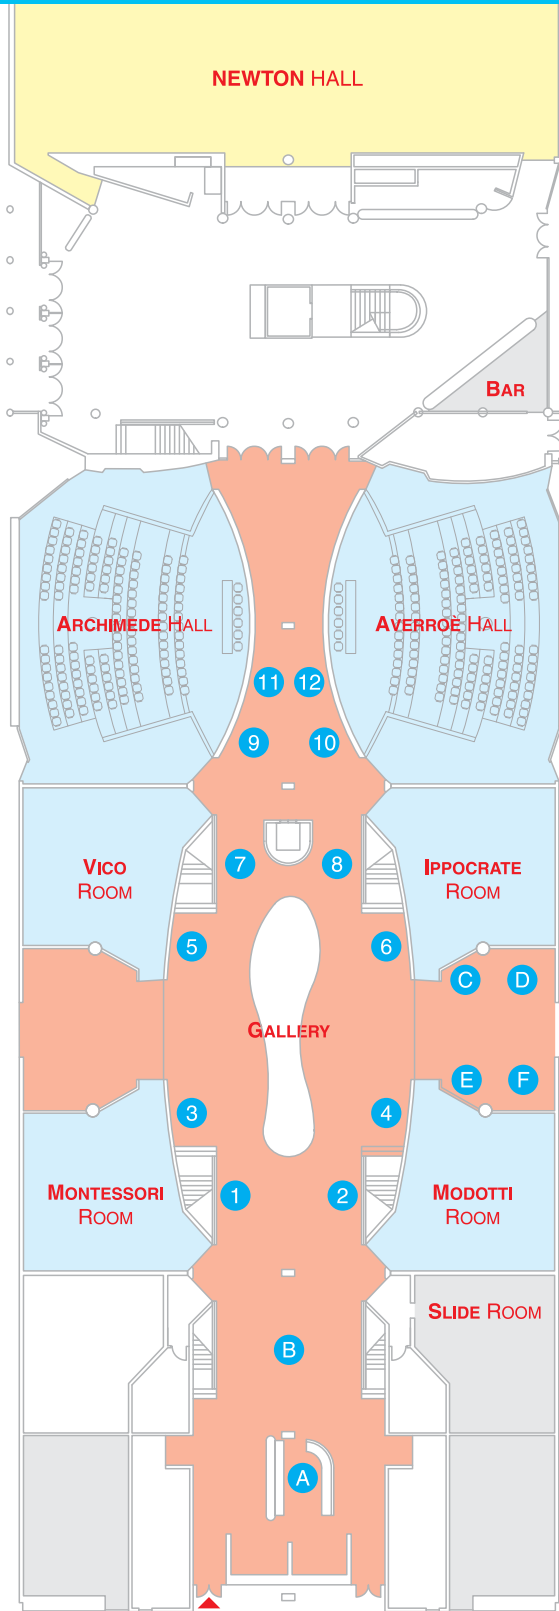 NEWTON HALL
BAR
ARCHIMEDE HALL
AVERROÈ HALL
11
12
9
10
7
8
VICO
ROOM
IPPOCRATE
ROOM
5
6
C
D
GALLERY
E
F
3
4
MONTESSORI
ROOM
1
2
MODOTTI
ROOM
SLIDE ROOM
B
A